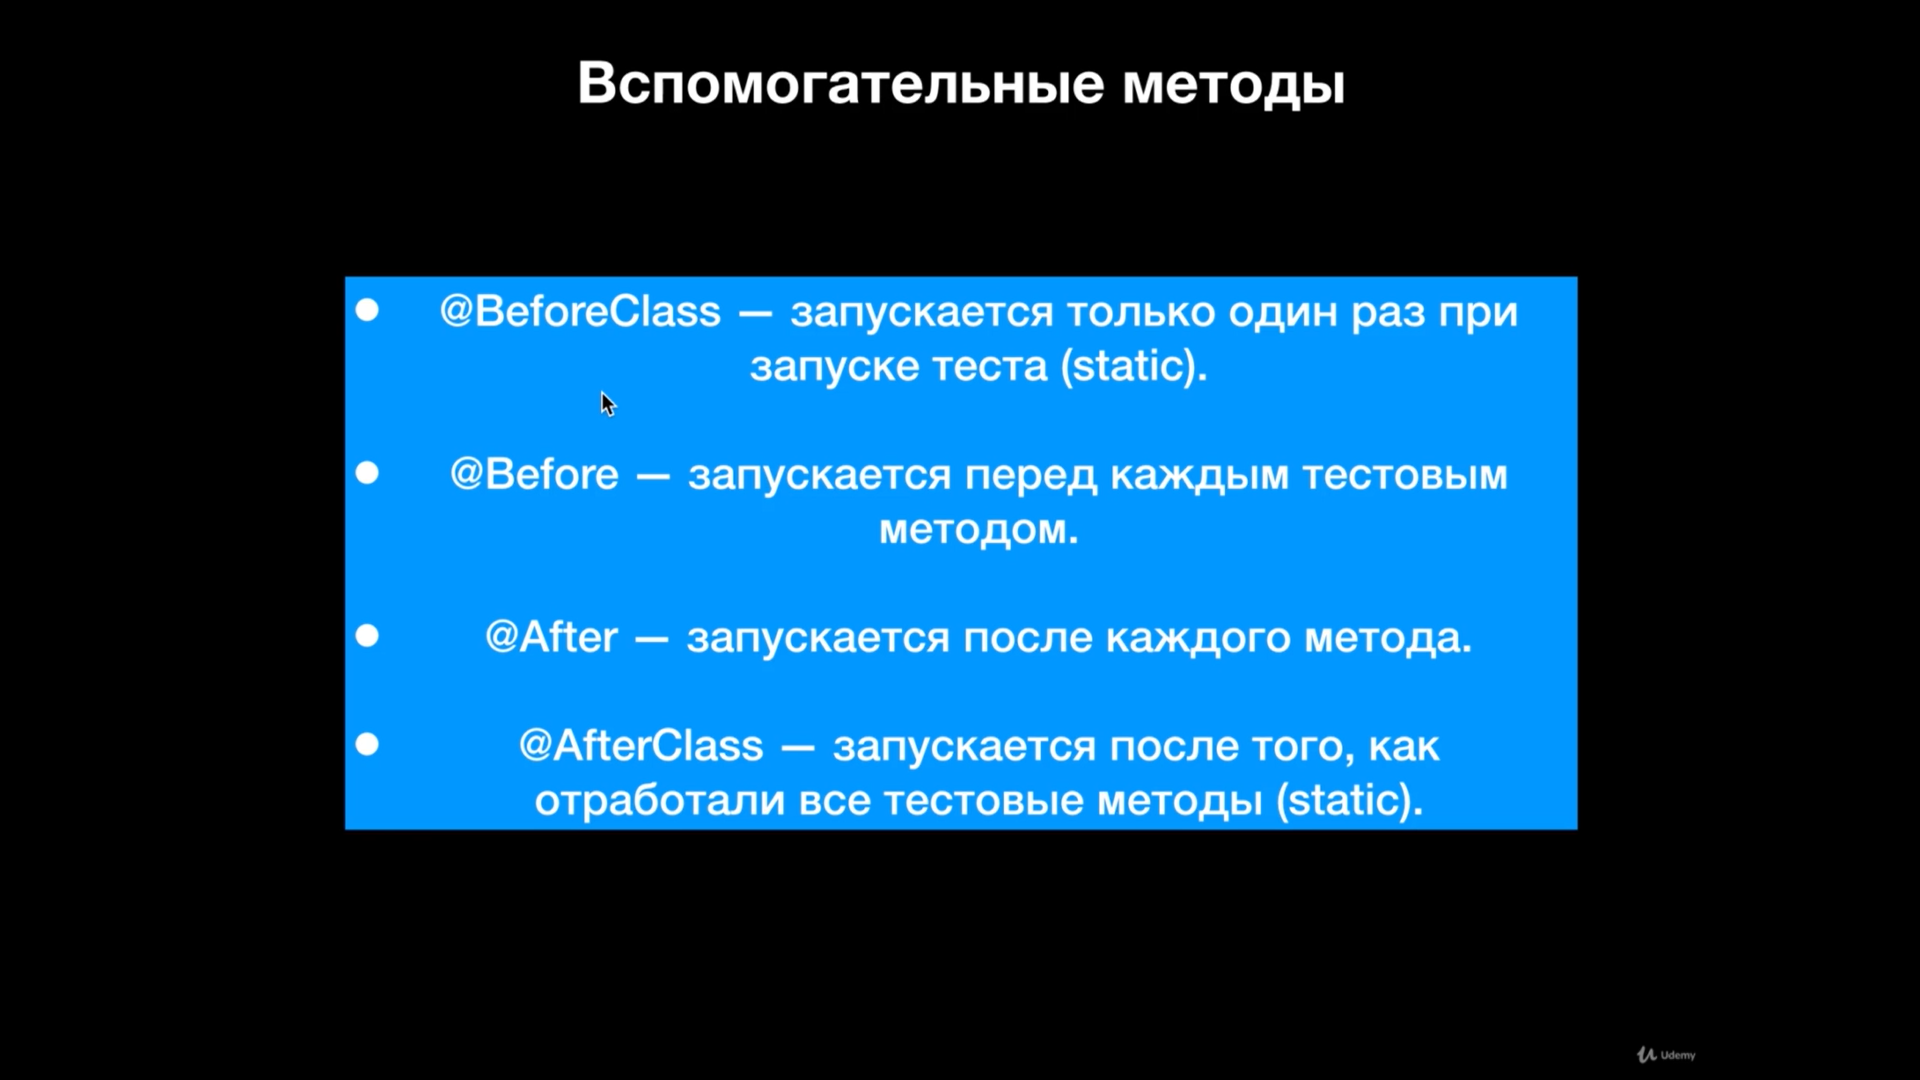 Вспомогательные методы
• @BeforeClass — запускается только один раз при
запуске теста (static).
• @Before — запускается перед каждым тестовым
методом.
• @After — запускается после каждого метода.
• @AfterClass — запускается после того, как
отработали все тестовые методы (static).
Udemy